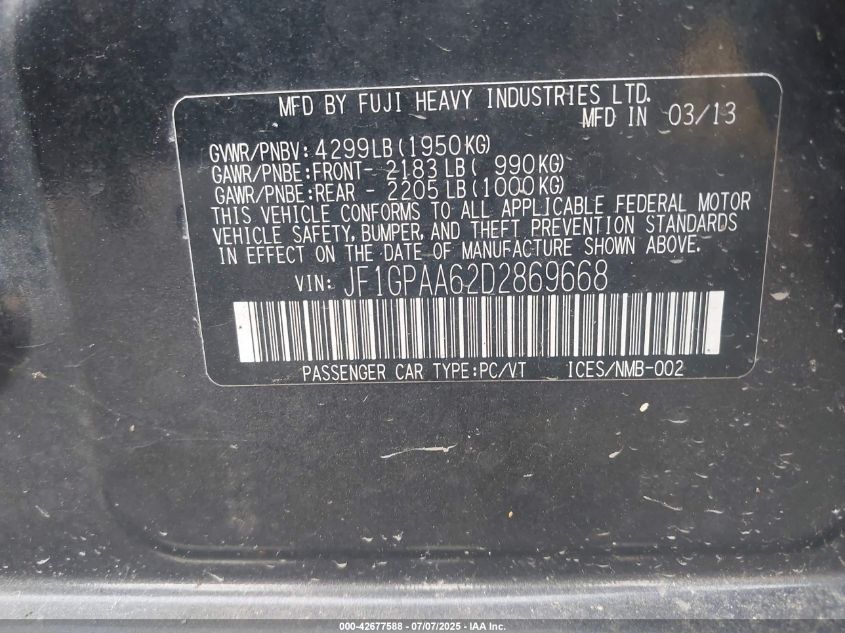 MFD BY FUJI HEAVY INDUSTRIES LTD.
MFD IN 03/13
GVWR/PNBV: 4299LB (1950KG)
GAWR/PNBE:FRONT- 2183 LB ( 990KG)
GAWR/PNBE:REAR - 2205 LB (1000KG)
THIS VEHICLE CONFORMS TO ALL APPLICABLE FEDERAL MOTOR
VEHICLE SAFETY, BUMPER, AND THEFT PREVENTION STANDARDS
IN EFFECT ON THE DATE OF MANUFACTURE SHOWN ABOVE.
VIN: JF1GPAA62D2869668
PASSENGER CAR TYPE:PC/VT ICES/NMB-002
000-42677588 - 07/07/2025 - IAA Inc.